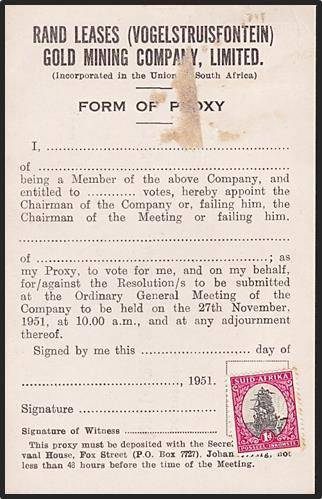 RAND LEASES (VOGELSTRUISFONTEIN)
GOLD MINING COMPANY, LIMITED.
(Incorporated in the Union of South Africa)
FORM OF PROXY
I, ........................................................
of ........................................................
being a Member of the above Company, and
entitled to ........... votes, hereby appoint the
Chairman of the Company or, failing him, the
Chairman of the Meeting or failing him.
............................................................
of .................................................... ; as
my Proxy, to vote for me, and on my behalf,
for/against the Resolution/s to be submitted
at the Ordinary General Meeting of the
Company to be held on the 27th November,
1951, at 10.00 a.m., and at any adjournment
thereof.
Signed by me this ........................ day of
..................................., 1951.
Signature ..............................
Signature of Witness ....................
This proxy must be deposited with the Secre
vaal House, Fox Street (P.O. Box 7727), Johan
not
less than 48 hours before the time of Meeting.
SUID-AFRIKA
1D
POSSEËL INKOMSTE